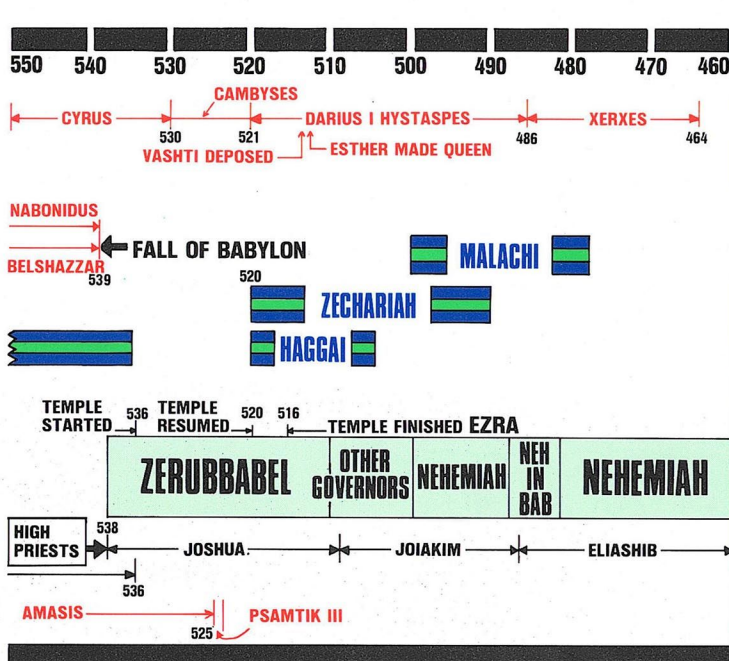 550 540 530 520 510 500 490 480 470 460
CAMBYSES
CYRUS DARIUS I HYSTASPES XERXES
530 521 486 464
VASHTI DEPOSED ESTHER MADE QUEEN
NABONIDUS
FALL OF BABYLON
BELSHAZZAR
539
520
MALACHI
ZECHARIAH
HAGGAI
TEMPLE STARTED 536 TEMPLE RESUMED 520 516 TEMPLE FINISHED EZRA
ZERUBBABEL
OTHER GOVERNORS
NEHEMIAH
NEH IN BAB
NEHEMIAH
HIGH PRIESTS
538
JOSHUA JOIAKIM ELIASHIB
536
AMASIS
525
PSAMTIK III